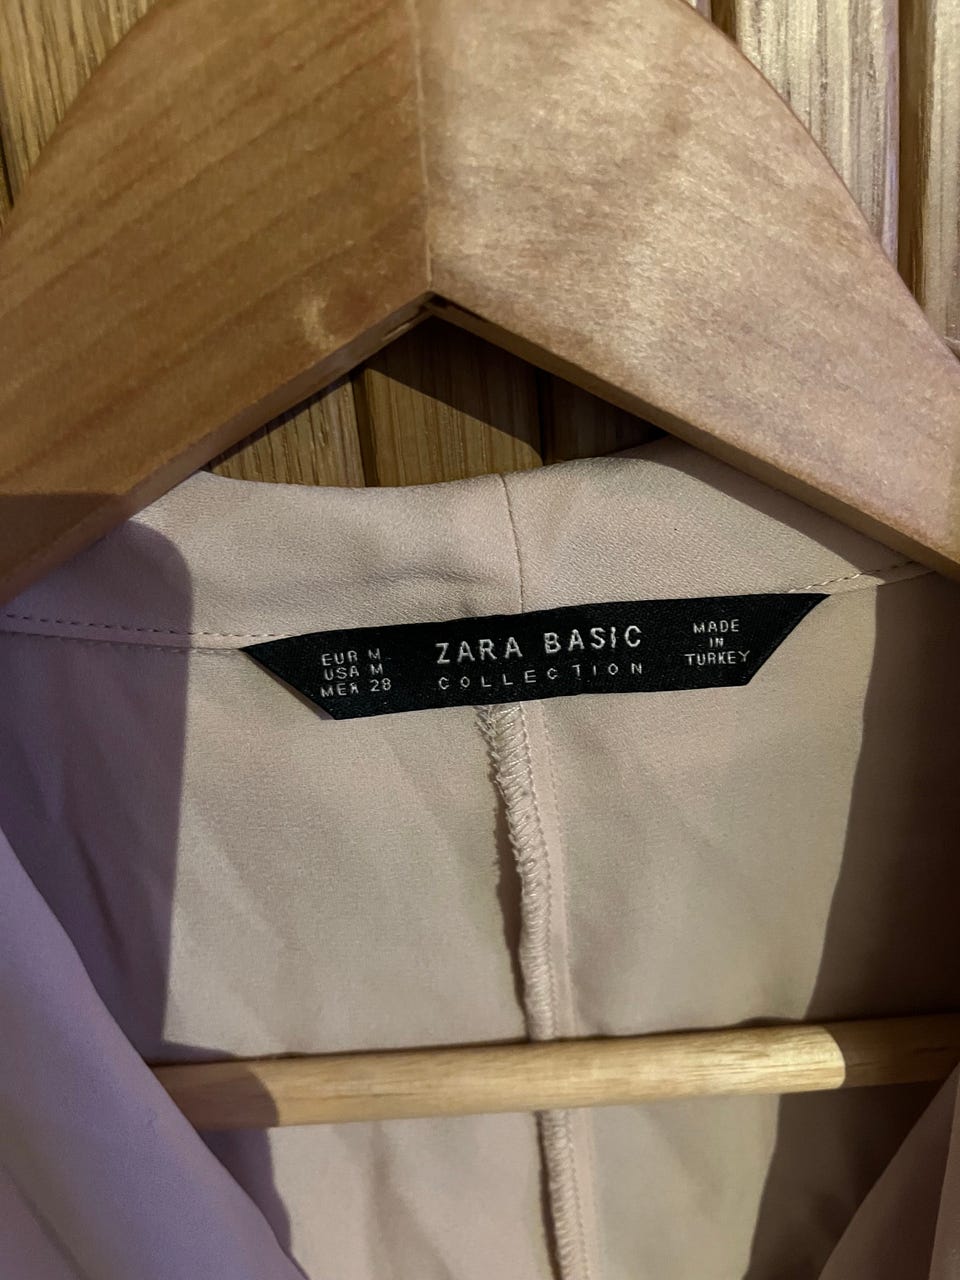 EUR M
USA M
MEX 28
ZARA BASIC
COLLECTION
MADE
IN
TURKEY